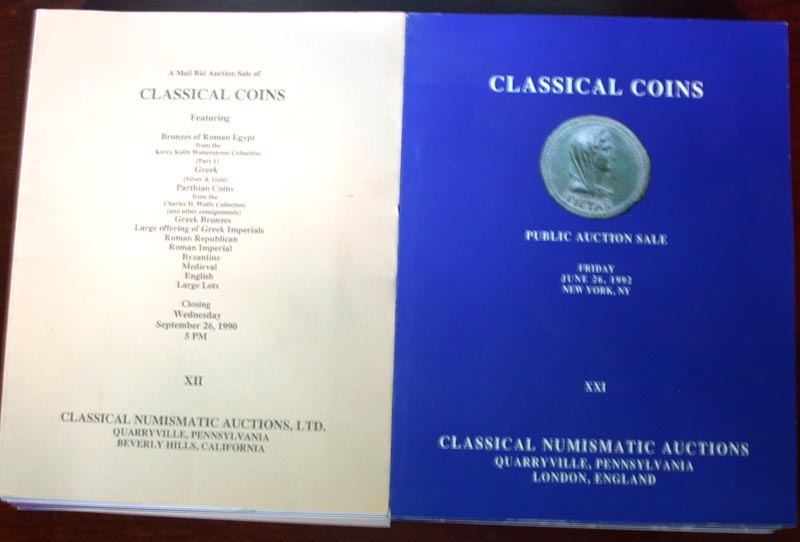 A Mail Bid Auction Sale of
CLASSICAL COINS
Featuring
Bronzes of Roman Egypt
from the
Kerry Keith Wetterstrom Collection
(Part I)
Greek
(Silver & Gold)
Parthian Coins
from the
Charles H. Wolfe Collection
(and other consignments)
Greek Bronzes
Large offering of Greek Imperials
Roman Republican
Roman Imperial
Byzantine
Medieval
English
Large Lots
Closing
Wednesday
September 26, 1990
5 PM
XII
CLASSICAL NUMISMATIC AUCTIONS, LTD.
QUARRYVILLE, PENNSYLVANIA
BEVERLY HILLS, CALIFORNIA
CLASSICAL COINS
PIETAS
PUBLIC AUCTION SALE
FRIDAY
JUNE 26, 1992
NEW YORK, NY
XXI
CLASSICAL NUMISMATIC AUCTIONS
QUARRYVILLE, PENNSYLVANIA
LONDON, ENGLAND